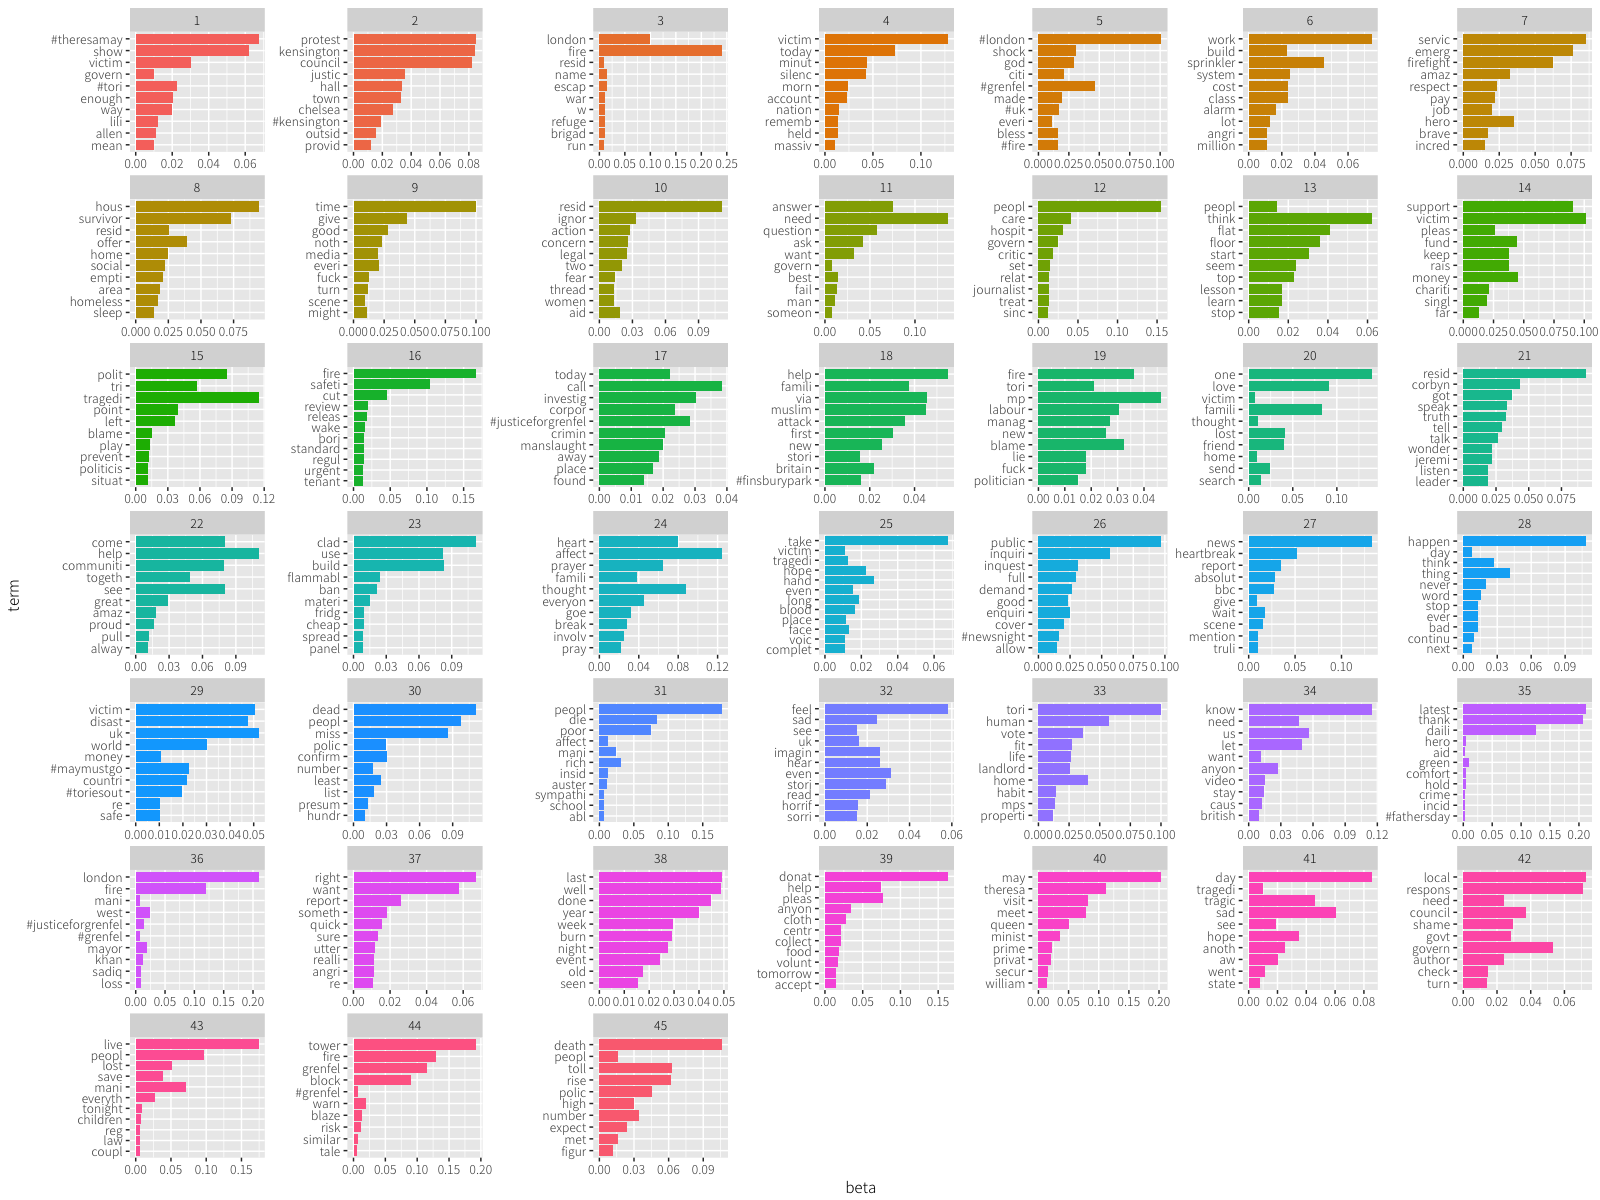 1
#theresamay
show
victim
govern
#tori
enough
way
lili
allen
mean
0.00 0.02 0.04 0.06
2
protest
kensington
council
justic
hall
town
chelsea
#kensington
outsid
provid
0.00 0.02 0.04 0.06 0.08
3
london
fire
resid
name
escap
war
w
refuge
brigad
run
0.00 0.05 0.10 0.15 0.20 0.25
4
victim
today
minut
silenc
morn
account
nation
rememb
held
massiv
0.00 0.05 0.10
5
#london
shock
god
citi
#grenfel
made
#uk
everi
bless
#fire
0.000 0.025 0.050 0.075 0.100
6
work
build
sprinkler
system
cost
class
alarm
lot
angri
million
0.00 0.02 0.04 0.06
7
servic
emerg
firefight
amaz
respect
pay
job
hero
brave
incred
0.000 0.025 0.050 0.075
8
hous
survivor
resid
offer
home
social
empti
area
homeless
sleep
0.000 0.025 0.050 0.075
9
time
give
good
noth
media
everi
fuck
turn
scene
might
0.000 0.025 0.050 0.075 0.100
10
resid
ignor
action
concern
legal
two
fear
thread
women
aid
0.00 0.03 0.06 0.09
11
answer
need
question
ask
want
govern
best
fail
man
someon
0.00 0.05 0.10
12
peopl
care
hospit
govern
critic
set
relat
journalist
treat
sinc
0.00 0.05 0.10 0.15
13
peopl
think
flat
floor
start
seem
top
lesson
learn
stop
0.00 0.02 0.04 0.06
14
support
victim
pleas
fund
keep
rais
money
chariti
singl
far
0.000 0.025 0.050 0.075 0.100
15
polit
tri
tragedi
point
left
blame
play
prevent
politicis
situat
0.00 0.03 0.06 0.09 0.12
16
fire
safeti
cut
review
releas
wake
bori
standard
regul
urgent
tenant
0.00 0.05 0.10 0.15
17
today
call
investig
corpor
#justiceforgrenfel
crimin
manslaught
away
place
found
0.00 0.01 0.02 0.03 0.04
18
help
famili
via
muslim
attack
first
new
stori
britain
#finsburypark
0.00 0.02 0.04
19
fire
tori
mp
labour
manag
new
blame
lie
fuck
politician
0.00 0.01 0.02 0.03 0.04
20
one
love
victim
famili
thought
lost
friend
home
send
search
0.00 0.05 0.10
21
resid
corbyn
got
speak
truth
tell
talk
wonder
jeremi
listen
leader
0.000 0.025 0.050 0.075
22
come
help
communiti
togeth
see
great
amaz
proud
pull
alway
0.00 0.03 0.06 0.09
23
clad
use
build
flammabl
ban
materi
fridg
cheap
spread
panel
0.00 0.03 0.06 0.09
24
heart
affect
prayer
famili
thought
everyon
goe
break
involv
pray
0.00 0.04 0.08 0.12
25
take
victim
tragedi
hope
hand
even
long
blood
place
face
voic
complet
0.00 0.02 0.04 0.06
26
public
inquiri
inquest
full
demand
good
enquiri
cover
#newsnight
allow
0.000 0.025 0.050 0.075 0.100
27
news
heartbreak
report
absolut
bbc
give
wait
scene
mention
truli
0.00 0.05 0.10
28
happen
day
think
thing
never
word
stop
ever
bad
continu
next
0.00 0.03 0.06 0.09
29
victim
disast
uk
world
money
#maymustgo
countri
#toriesout
re
safe
0.00 0.01 0.02 0.03 0.04 0.05
30
dead
peopl
miss
polic
confirm
number
least
list
presum
hundr
0.00 0.03 0.06 0.09
31
peopl
die
poor
affect
mani
rich
insid
auster
sympathi
school
abl
0.00 0.05 0.10 0.15
32
feel
sad
see
uk
imagin
hear
even
stori
read
horrif
sorri
0.00 0.02 0.04 0.06
33
tori
human
vote
fit
life
landlord
home
habit
mps
properti
0.000 0.025 0.050 0.075 0.100
34
know
need
us
let
want
anyon
video
stay
caus
british
0.00 0.03 0.06 0.09 0.12
35
latest
thank
daili
hero
aid
green
comfort
hold
crime
incid
#fathersday
0.00 0.05 0.10 0.15 0.20
36
london
fire
mani
west
#justiceforgrenfel
#grenfel
mayor
khan
sadiq
loss
0.00 0.05 0.10 0.15 0.20
37
right
want
report
someth
quick
sure
utter
realli
angri
re
0.00 0.02 0.04 0.06
38
last
well
done
year
week
burn
night
event
old
seen
0.00 0.01 0.02 0.03 0.04 0.05
39
donat
help
pleas
anyon
cloth
centr
collect
food
volunt
tomorrow
accept
0.00 0.05 0.10 0.15
40
may
theresa
visit
meet
queen
minist
prime
privat
secur
william
0.00 0.05 0.10 0.15 0.20
41
day
tragedi
tragic
sad
see
hope
anoth
aw
went
state
0.00 0.02 0.04 0.06 0.08
42
local
respons
need
council
shame
govt
govern
author
check
turn
0.00 0.02 0.04 0.06
43
live
peopl
lost
save
mani
everyth
tonight
children
reg
law
coupl
0.00 0.05 0.10 0.15
44
tower
fire
grenfel
block
#grenfel
warn
blaze
risk
similar
tale
0.00 0.05 0.10 0.15 0.20
45
death
peopl
toll
rise
polic
high
number
expect
met
figur
0.00 0.03 0.06 0.09
term
beta